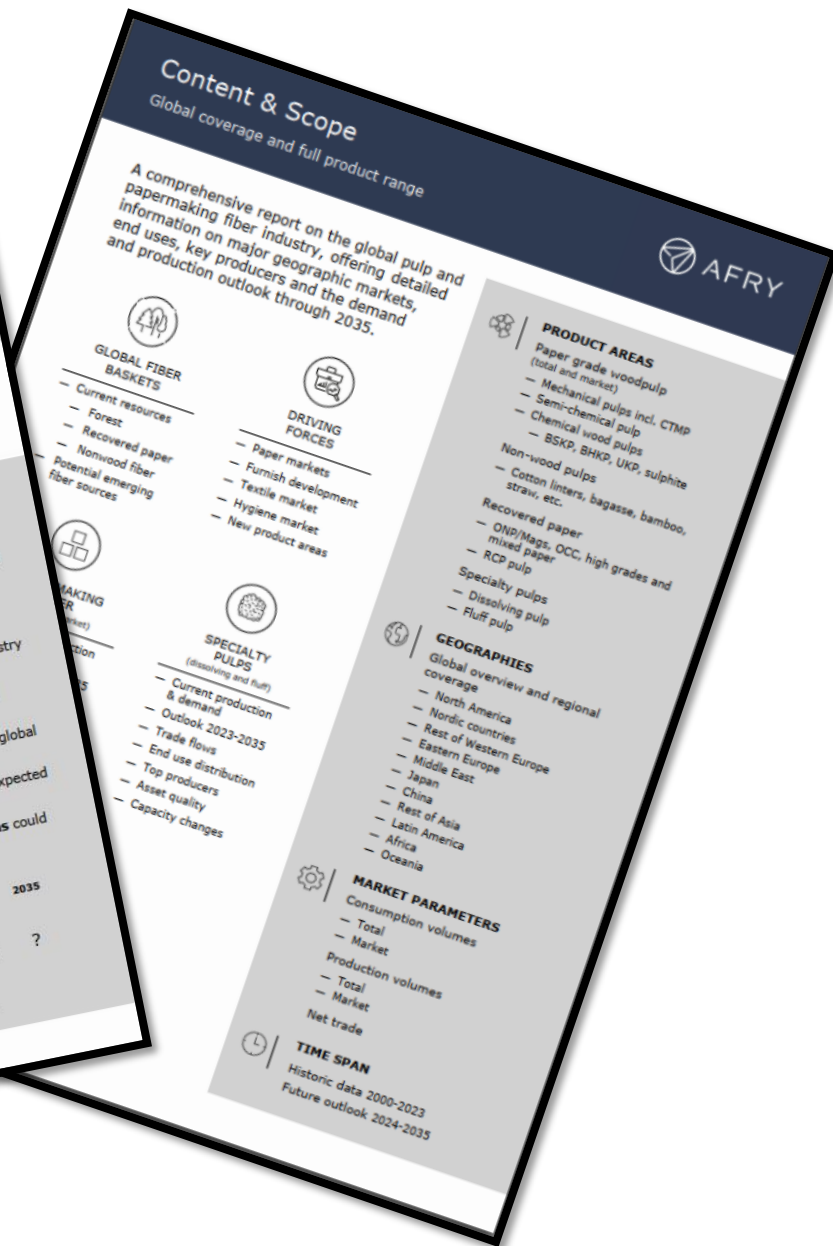 Content & Scope
Global coverage and full product range
AFRY
A comprehensive report on the global pulp and
papermaking fiber industry, offering detailed
information on major geographic markets,
end uses, key producers and the demand
and production outlook through 2035.
GLOBAL FIBER
BASKETS
— Current resources
— Forest
— Recovered paper
— Nonwood fiber
— Potential emerging
fiber sources
DRIVING
FORCES
— Paper markets
— Furnish development
— Textile market
— Hygiene market
— New product areas
SPECIALTY
PULPS
(dissolving and fluff)
— Current production
& demand
— Outlook 2023-2035
— Trade flows
— End use distribution
— Top producers
— Asset quality
— Capacity changes
PRODUCT AREAS
Paper grade woodpulp
(total and market)
— Mechanical pulps incl. CTMP
— Semi-chemical pulp
— Chemical wood pulps
— BSKP, BHKP, UKP, sulphite
Non-wood pulps
— Cotton linters, bagasse, bamboo,
straw, etc.
Recovered paper
— ONP/Mags, OCC, high grades and
mixed paper
— RCP pulp
Specialty pulps
— Dissolving pulp
— Fluff pulp
GEOGRAPHIES
Global overview and regional
coverage
— North America
— Nordic countries
— Rest of Western Europe
— Eastern Europe
— Middle East
— Japan
— China
— Rest of Asia
— Latin America
— Africa
— Oceania
MARKET PARAMETERS
Consumption volumes
— Total
— Market
Production volumes
— Total
— Market
Net trade
TIME SPAN
Historic data 2000-2023
Future outlook 2024-2035
global
could
2035
?